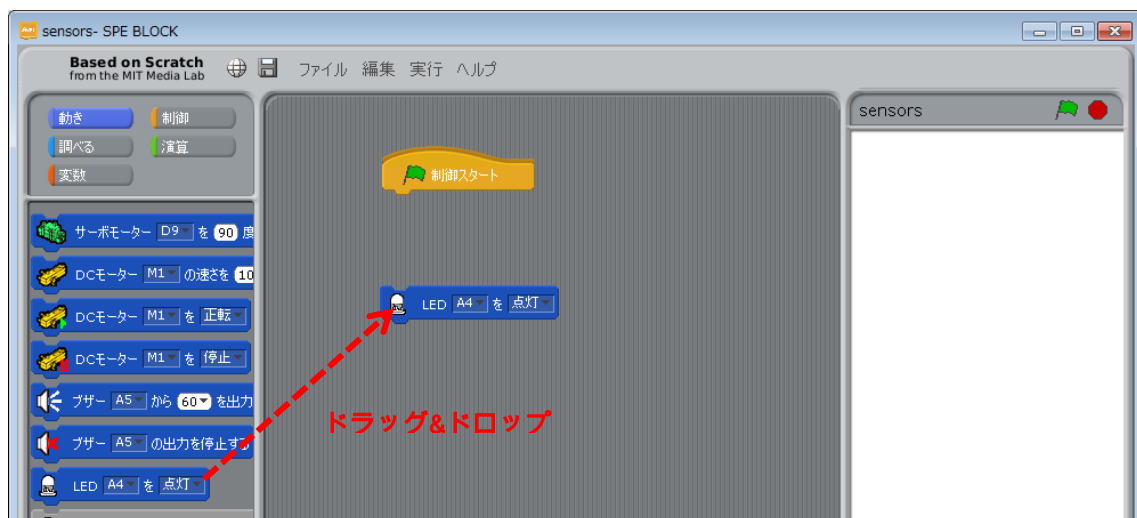 sensors- SPE BLOCK
Based on Scratch
from the MIT Media Lab
ファイル 編集 実行 ヘルプ
動き 制御
調べる 演算
変数
サーボモーター D9 を 90 度
DCモーター M1 の速さを 10
DCモーター M1 を 正転
DCモーター M1 を 停止
ブザー A5 から 60 を出力
ブザー A5 の出力を停止する
LED A4 を 点灯
制御スタート
LED A4 を 点灯
ドラッグ&ドロップ
sensors